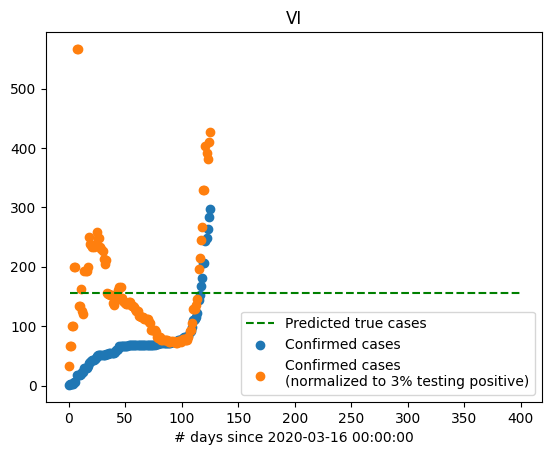 VI
500
400
300
200
100
0
Predicted true cases
Confirmed cases
Confirmed cases
(normalized to 3% testing positive)
0 50 100 150 200 250 300 350 400
# days since 2020-03-16 00:00:00